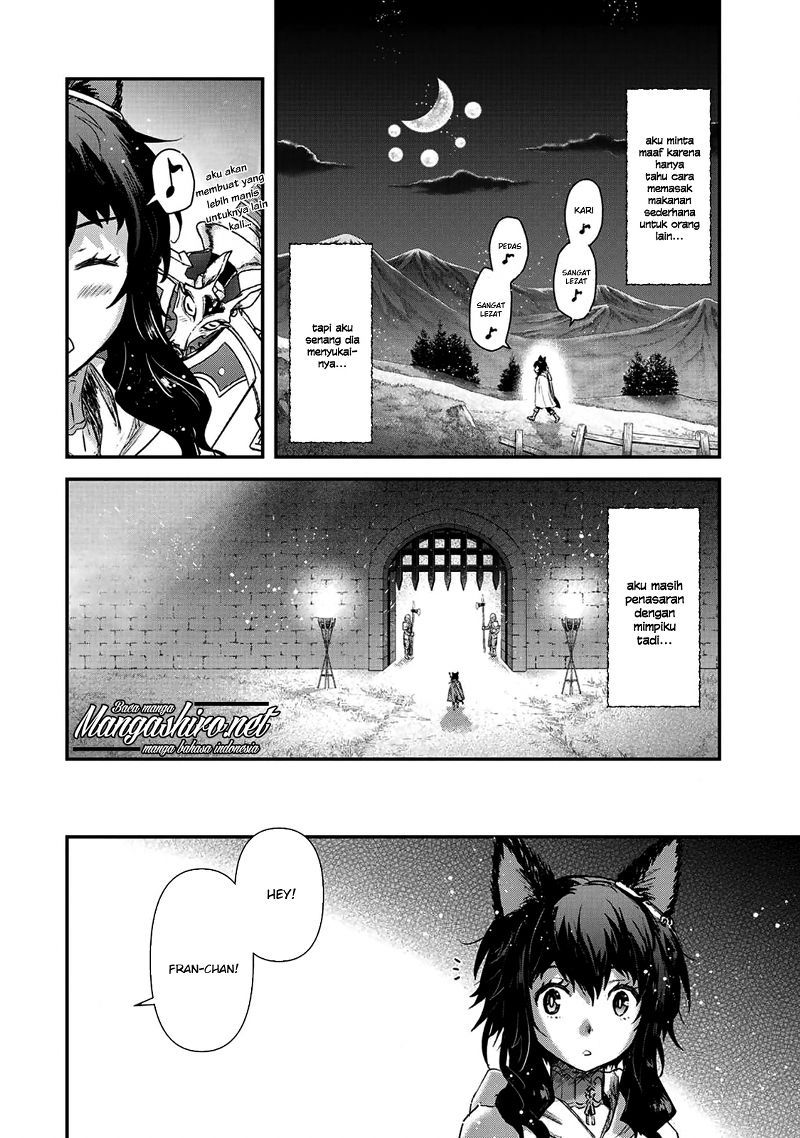 aku minta
maaf karena
hanya
tahu cara
memasak
makanan
sederhana
untuk orang
lain...
KARI
♪
SANGAT
LEZAT
♪
PEDAS
♪
SANGAT
LEZAT
♪
tapi aku
senang dia
menyukai-
nya...
♪
aku akan
membuat yang
lebih manis
untuknya lain
kali...
aku masih
penasaran
dengan
mimpiku
tadi...
Baca manga
Mangashiro.net
manga bahasa indonesia
HEY!
FRAN-CHAN!